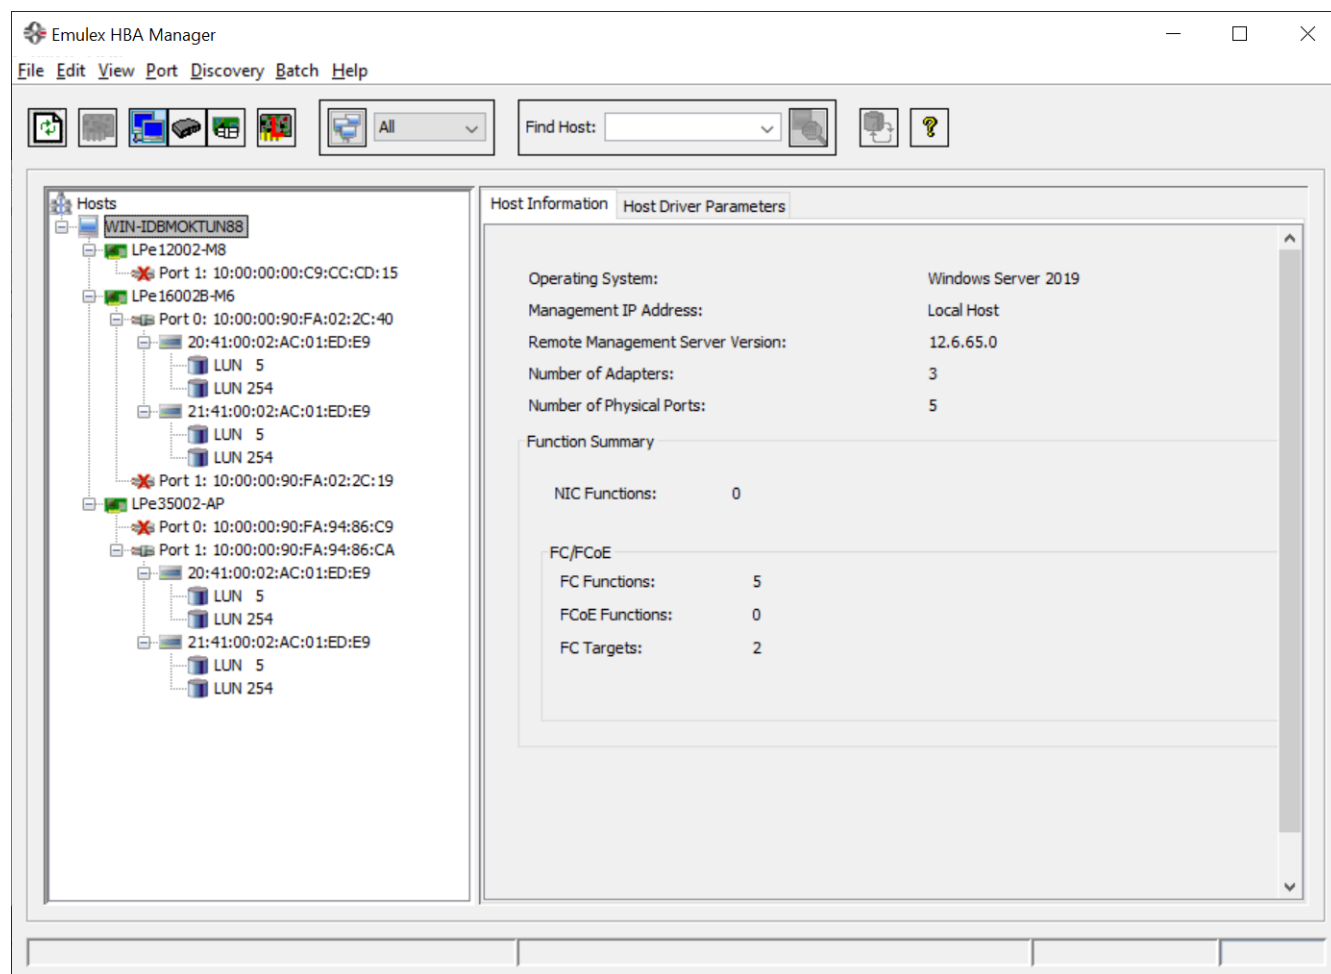 Emulex HBA Manager
File Edit View Port Discovery Batch Help
All
Find Host:
Hosts
WIN-IDBMOKTUN88
LPe12002-M8
Port 1: 10:00:00:00:C9:CC:CD:15
LPe16002B-M6
Port 0: 10:00:00:90:FA:02:2C:40
20:41:00:02:AC:01:ED:E9
LUN 5
LUN 254
21:41:00:02:AC:01:ED:E9
LUN 5
LUN 254
Port 1: 10:00:00:90:FA:02:2C:19
LPe35002-AP
Port 0: 10:00:00:90:FA:94:86:C9
Port 1: 10:00:00:90:FA:94:86:CA
20:41:00:02:AC:01:ED:E9
LUN 5
LUN 254
21:41:00:02:AC:01:ED:E9
LUN 5
LUN 254
Host Information Host Driver Parameters
Operating System: Windows Server 2019
Management IP Address: Local Host
Remote Management Server Version: 12.6.65.0
Number of Adapters: 3
Number of Physical Ports: 5
Function Summary
NIC Functions: 0
FC/FCoE
FC Functions: 5
FCoE Functions: 0
FC Targets: 2